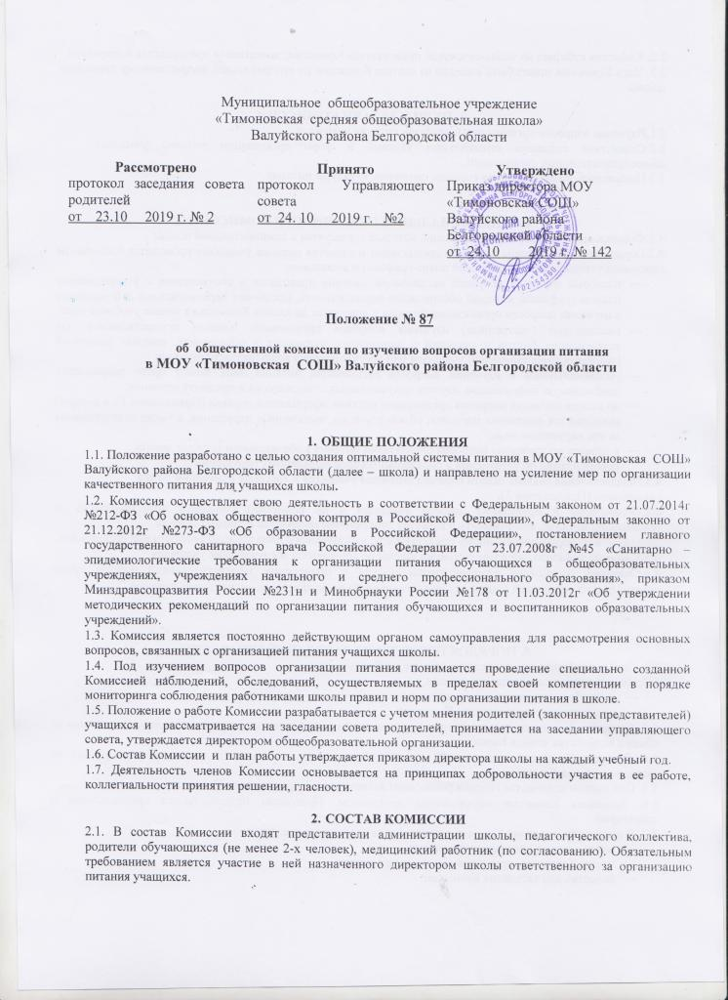 Муниципальное общеобразовательное учреждение
«Тимоновская средняя общеобразовательная школа»
Валуйского района Белгородской области
Рассмотрено
протокол заседания совета
родителей
от 23.10 2019 г. № 2
Принято
протокол Управляющего
совета
от 24. 10 2019 г. №2
Утверждено
Приказ директора МОУ
«Тимоновская СОШ»
Валуйского района
Белгородской области
от 24.10 2019 г. № 142
Положение № 87
об общественной комиссии по изучению вопросов организации питания
в МОУ «Тимоновская СОШ» Валуйского района Белгородской области
1. ОБЩИЕ ПОЛОЖЕНИЯ
1.1. Положение разработано с целью создания оптимальной системы питания в МОУ «Тимоновская СОШ»
Валуйского района Белгородской области (далее – школа) и направлено на усиление мер по организации
качественного питания для учащихся школы.
1.2. Комиссия осуществляет свою деятельность в соответствии с Федеральным законом от 21.07.2014г
№212-ФЗ «Об основах общественного контроля в Российской Федерации», Федеральным законно от
21.12.2012г №273-ФЗ «Об образовании в Российской Федерации», постановлением главного
государственного санитарного врача Российской Федерации от 23.07.2008г №45 «Санитарно –
эпидемиологические требования к организации питания обучающихся в общеобразовательных
учреждениях, учреждениях начального и среднего профессионального образования», приказом
Минздравсоцразвития России №231н и Минобрнауки России №178 от 11.03.2012г «Об утверждении
методических рекомендаций по организации питания обучающихся и воспитанников образовательных
учреждений».
1.3. Комиссия является постоянно действующим органом самоуправления для рассмотрения основных
вопросов, связанных с организацией питания учащихся школы.
1.4. Под изучением вопросов организации питания понимается проведение специально созданной
Комиссией наблюдений, обследований, осуществляемых в пределах своей компетенции в порядке
мониторинга соблюдения работниками школы правил и норм по организации питания в школе.
1.5. Положение о работе Комиссии разрабатывается с учетом мнения родителей (законных представителей)
учащихся и рассматривается на заседании совета родителей, принимается на заседании управляющего
совета, утверждается директором общеобразовательной организации.
1.6. Состав Комиссии и план работы утверждается приказом директора школы на каждый учебный год.
1.7. Деятельность членов Комиссии основывается на принципах добровольности участия в ее работе,
коллегиальности принятия решении, гласности.
2. СОСТАВ КОМИССИИ
2.1. В состав Комиссии входят представители администрации школы, педагогического коллектива,
родители обучающихся (не менее 2-х человек), медицинский работник (по согласованию). Обязательным
требованием является участие в ней назначенного директором школы ответственного за организацию
питания учащихся.